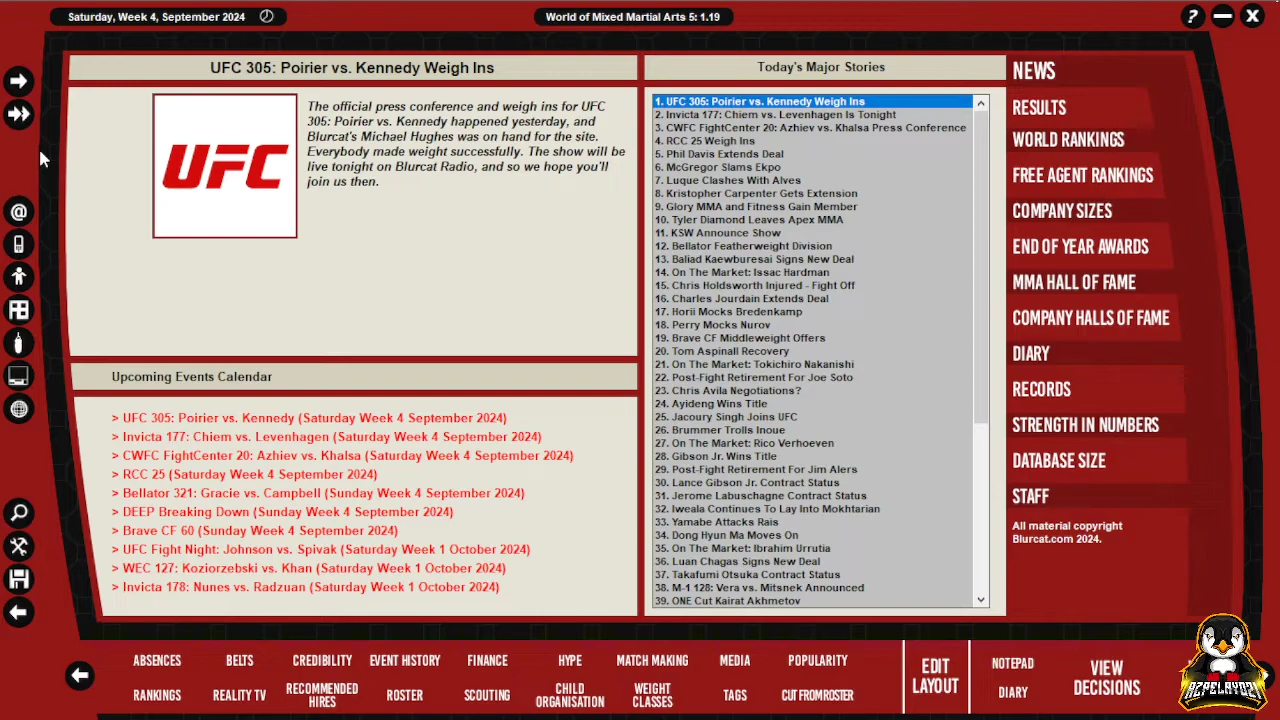 Saturday, Week 4, September 2024
World of Mixed Martial Arts 5: 1.19
?
UFC 305: Poirier vs. Kennedy Weigh Ins
UFC
The official press conference and weigh ins for UFC
305: Poirier vs. Kennedy happened yesterday, and
Blurcat's Michael Hughes was on hand for the site.
Everybody made weight successfully. The show will be
live tonight on Blurcat Radio, and so we hope you'll
join us then.
Upcoming Events Calendar
> UFC 305: Poirier vs. Kennedy (Saturday Week 4 September 2024)
> Invicta 177: Chiem vs. Levenhagen (Saturday Week 4 September 2024)
> CWFC FightCenter 20: Azhiev vs. Khalsa (Saturday Week 4 September 2024)
> RCC 25 (Saturday Week 4 September 2024)
> Bellator 321: Gracie vs. Campbell (Sunday Week 4 September 2024)
> DEEP Breaking Down (Sunday Week 4 September 2024)
> Brave CF 60 (Sunday Week 4 September 2024)
> UFC Fight Night: Johnson vs. Spivak (Saturday Week 1 October 2024)
> WEC 127: Koziorzebski vs. Khan (Saturday Week 1 October 2024)
> Invicta 178: Nunes vs. Radzuan (Saturday Week 1 October 2024)
Today's Major Stories
1. UFC 305: Poirier vs. Kennedy Weigh Ins
2. Invicta 177: Chiem vs. Levenhagen Is Tonight
3. CWFC FightCenter 20: Azhiev vs. Khalsa Press Conference
4. RCC 25 Weigh Ins
5. Phil Davis Extends Deal
6. McGregor Slams Ekpo
7. Luque Clashes With Alves
8. Kristopher Carpenter Gets Extension
9. Glory MMA and Fitness Gain Member
10. Tyler Diamond Leaves Apex MMA
11. KSW Announce Show
12. Bellator Featherweight Division
13. Baliad Kaewburesai Signs New Deal
14. On The Market: Issac Hardman
15. Chris Holdsworth Injured - Fight Off
16. Charles Jourdain Extends Deal
17. Horii Mocks Bredenkamp
18. Perry Mocks Nurov
19. Brave CF Middleweight Offers
20. Tom Aspinall Recovery
21. On The Market: Tokichiro Nakanishi
22. Post-Fight Retirement For Joe Soto
23. Chris Avila Negotiations?
24. Ayideng Wins Title
25. Jacoury Singh Joins UFC
26. Brummer Trolls Inoue
27. On The Market: Rico Verhoeven
28. Gibson Jr. Wins Title
29. Post-Fight Retirement For Jim Alers
30. Lance Gibson Jr. Contract Status
31. Jerome Labuschagne Contract Status
32. Iweala Continues To Lay Into Mokhtarian
33. Yamabe Attacks Rais
34. Dong Hyun Ma Moves On
35. On The Market: Ibrahim Urrutia
36. Luan Chagas Signs New Deal
37. Takafumi Otsuka Contract Status
38. M-1 128: Vera vs. Mitsnek Announced
39. ONE Cut Kairat Akhmetov
NEWS
RESULTS
WORLD RANKINGS
FREE AGENT RANKINGS
COMPANY SIZES
END OF YEAR AWARDS
MMA HALL OF FAME
COMPANY HALLS OF FAME
DIARY
RECORDS
STRENGTH IN NUMBERS
DATABASE SIZE
STAFF
All material copyright
Blurcat.com 2024.
ABSENCES
BELTS
CREDIBILITY
EVENT HISTORY
FINANCE
HYPE
MATCH MAKING
MEDIA
POPULARITY
RANKINGS
REALITY TV
RECOMMENDED
HIRES
ROSTER
SCOUTING
CHILD
ORGANISATION
WEIGHT
CLASSES
TAGS
CUT FROM ROSTER
EDIT
LAYOUT
NOTEPAD
DIARY
VIEW
DECISIONS